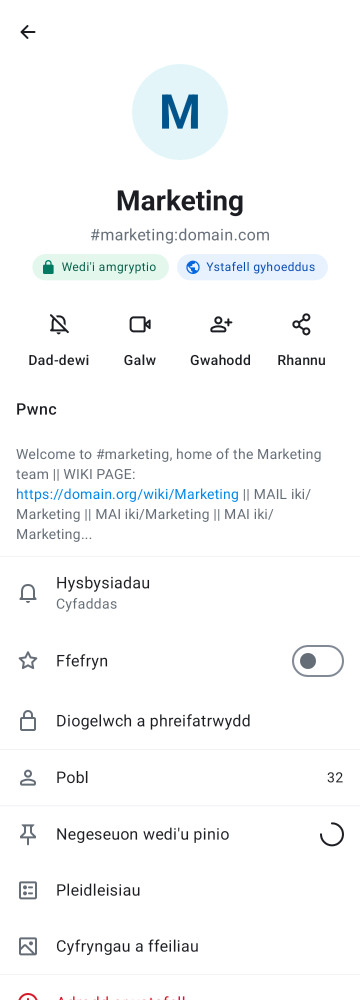 M
Marketing
#marketing:domain.com
Wedi'i amgryptio
Ystafell gyhoeddus
Dad-dewi
Galw
Gwahodd
Rhannu
Pwnc
Welcome to #marketing, home of the Marketing
team || WIKI PAGE:
https://domain.org/wiki/Marketing || MAIL iki/
Marketing || MAI iki/Marketing || MAI iki/
Marketing...
Hysbysiadau
Cyfaddas
Ffefryn
Diogelwch a phreifatrwydd
Pobl
32
Negeseuon wedi'u pinio
Pleidleisiau
Cyfryngau a ffeiliau